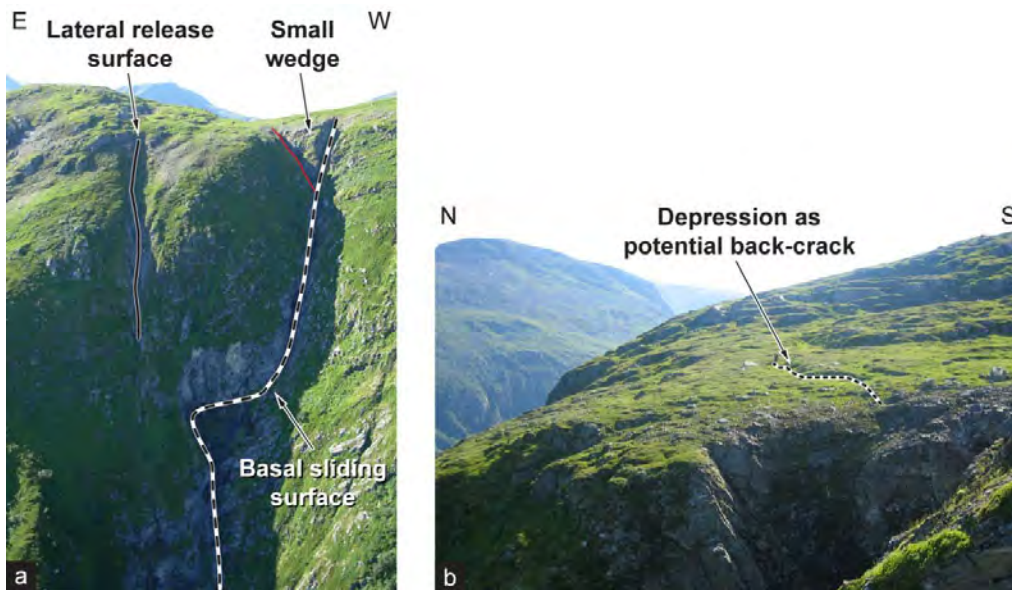 E
Lateral release
surface
Small
wedge
W
Basal sliding
surface
a
N
Depression as
potential back-crack
S
b